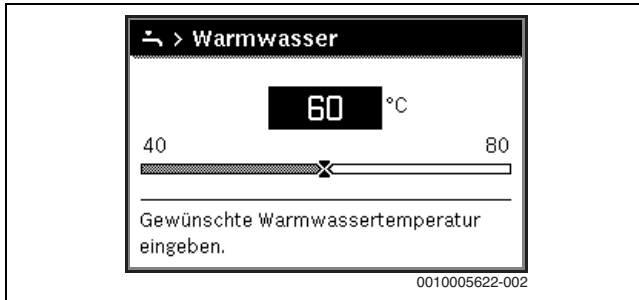 > Warmwasser
60 °C
40 80
Gewünschte Warmwassertemperatur
eingeben.
0010005622-002